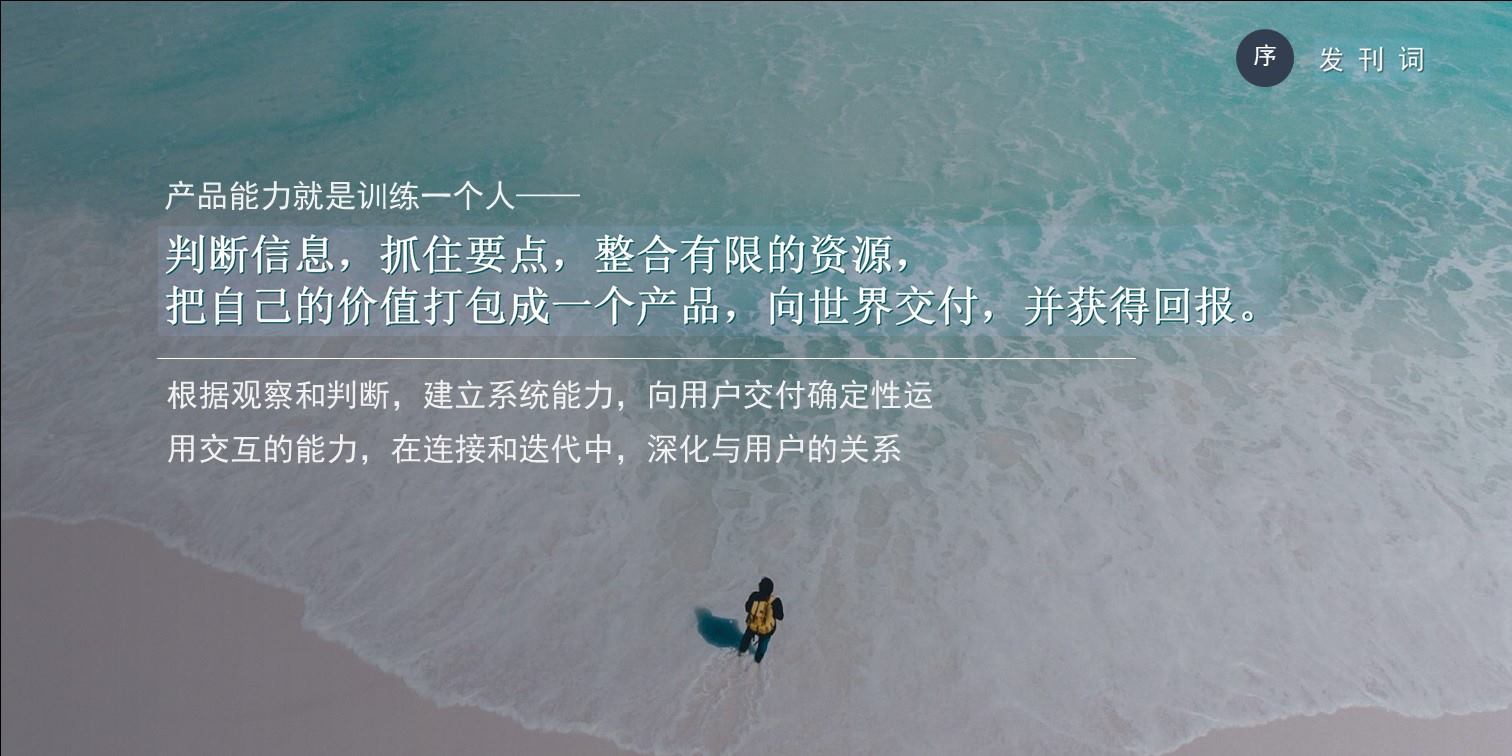 序 发刊词
产品能力就是训练一个人——
判断信息，抓住要点，整合有限的资源，
把自己的价值打包成一个产品，向世界交付，并获得回报。
根据观察和判断，建立系统能力，向用户交付确定性运
用交互的能力，在连接和迭代中，深化与用户的关系